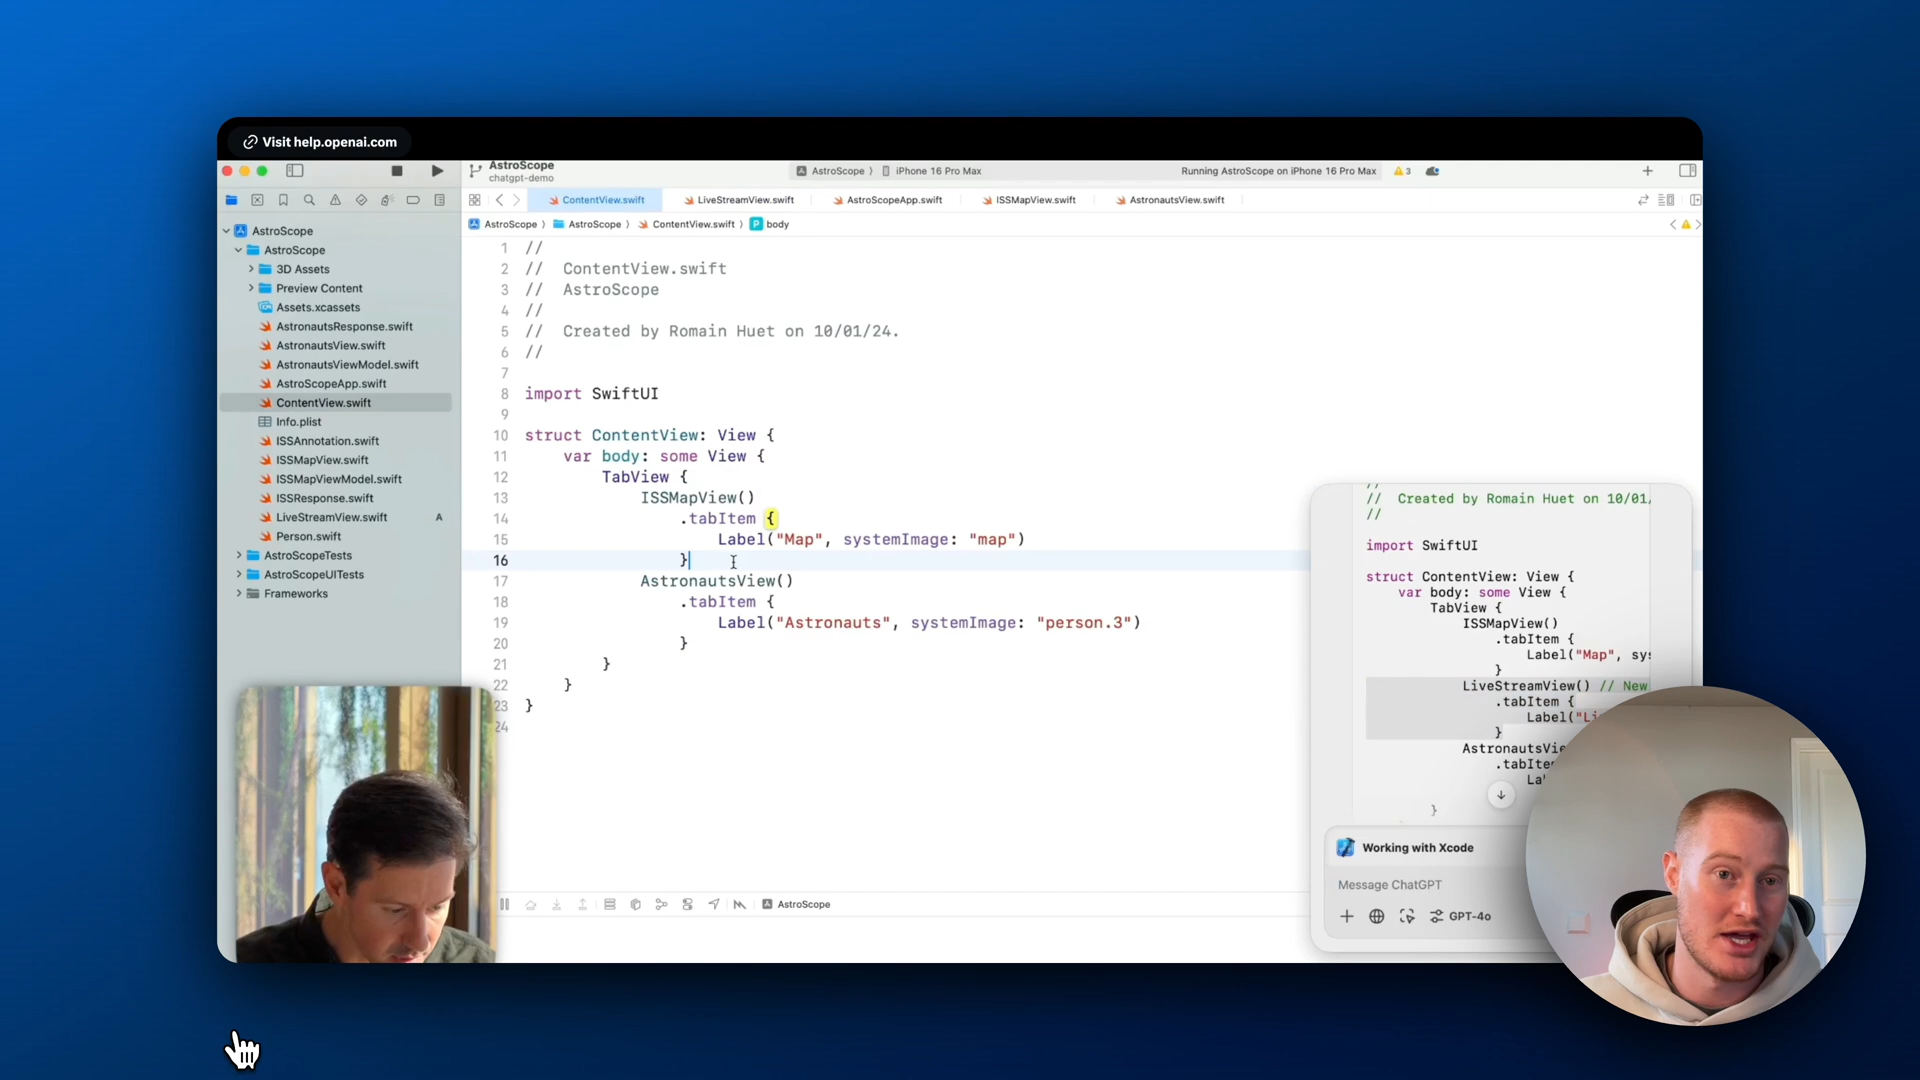 Visit help.openai.com
AstroScope
chatgpt-demo
AstroScope 〉 iPhone 16 Pro Max
Running AstroScope on iPhone 16 Pro Max
3
ContentView.swift
LiveStreamView.swift
AstroScopeApp.swift
ISSMapView.swift
AstronautsView.swift
AstroScope 〉 AstroScope 〉 ContentView.swift 〉 P body
AstroScope
AstroScope
3D Assets
Preview Content
Assets.xcassets
AstronautsResponse.swift
AstronautsView.swift
AstronautsViewModel.swift
AstroScopeApp.swift
ContentView.swift
Info.plist
ISSAnnotation.swift
ISSMapView.swift
ISSMapViewModel.swift
ISSResponse.swift
LiveStreamView.swift A
Person.swift
AstroScopeTests
AstroScopeUITests
Frameworks
1 //
2 // ContentView.swift
3 // AstroScope
4 //
5 // Created by Romain Huet on 10/01/24.
6 //
7
8 import SwiftUI
9
10 struct ContentView: View {
11 var body: some View {
12 TabView {
13 ISSMapView()
14 .tabItem {
15 Label("Map", systemImage: "map")
16 }
17 AstronautsView()
18 .tabItem {
19 Label("Astronauts", systemImage: "person.3")
20 }
21 }
22 }
23 }
24
AstroScope
// Created by Romain Huet on 10/01/
//
import SwiftUI
struct ContentView: View {
var body: some View {
TabView {
ISSMapView()
.tabItem {
Label("Map", sys
}
LiveStreamView() // New
.tabItem {
Label("Li
}
AstronautsVie
.tabIte
La
}
Working with Xcode
Message ChatGPT
GPT-4o